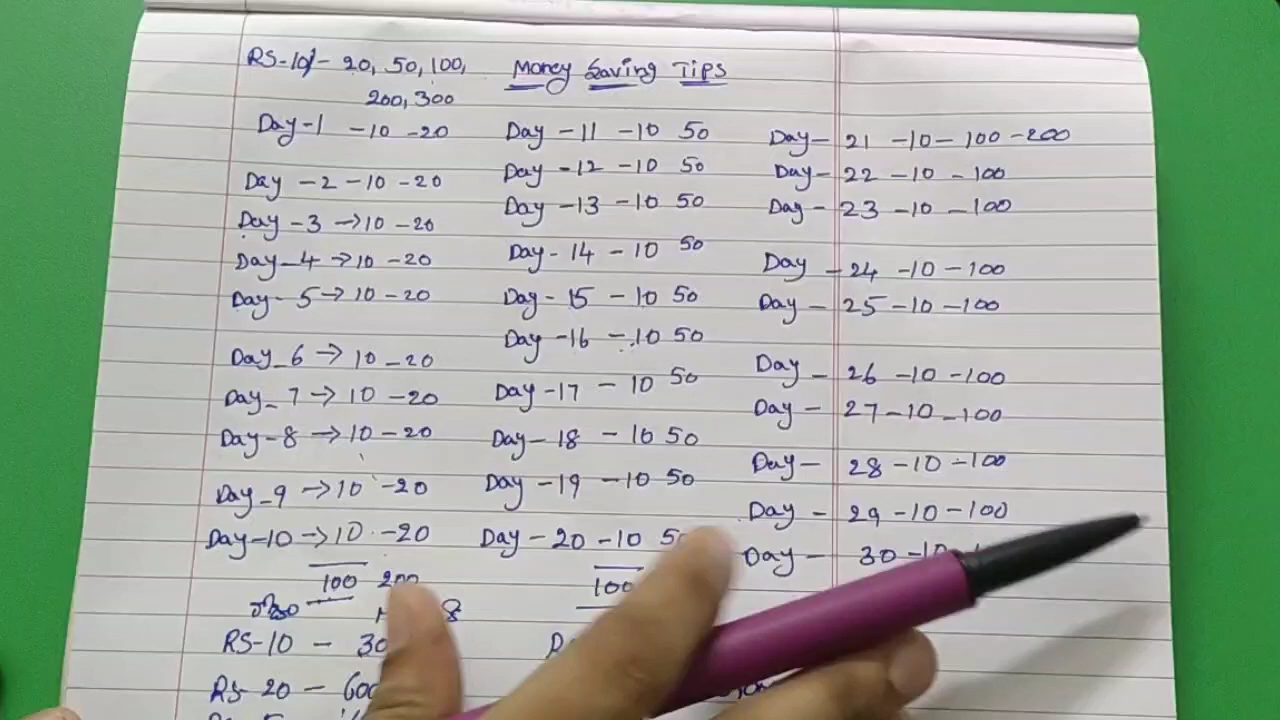 RS-10/- 20, 50, 100,
200, 300
Money Saving Tips
Day-1 -10 -20
Day -2 -10 -20
Day -3 →10 -20
Day -4 →10 -20
Day- 5→10 -20
Day-6 →10 -20
Day-7 →10 -20
Day-8 →10 -20
Day-9 →10 -20
Day-10 →10 -20
100 200
RS-10 - 30
RS-20 - 600
Day -11 -10 50
Day -12 -10 50
Day -13 -10 50
Day- 14 -10 50
Day- 15 -10 50
Day -16 -10 50
Day -17 - 10 50
Day- 18 -10 50
Day -19 -10 50
Day -20 -10 50
100
Day- 21 -10- 100 -200
Day- 22 -10 -100
Day- 23 -10 -100
Day -24 -10 -100
Day -25 -10 -100
Day - 26 -10 -100
Day - 27 -10 -100
Day- 28 -10 -100
Day - 29 -10 -100
Day - 30 -10